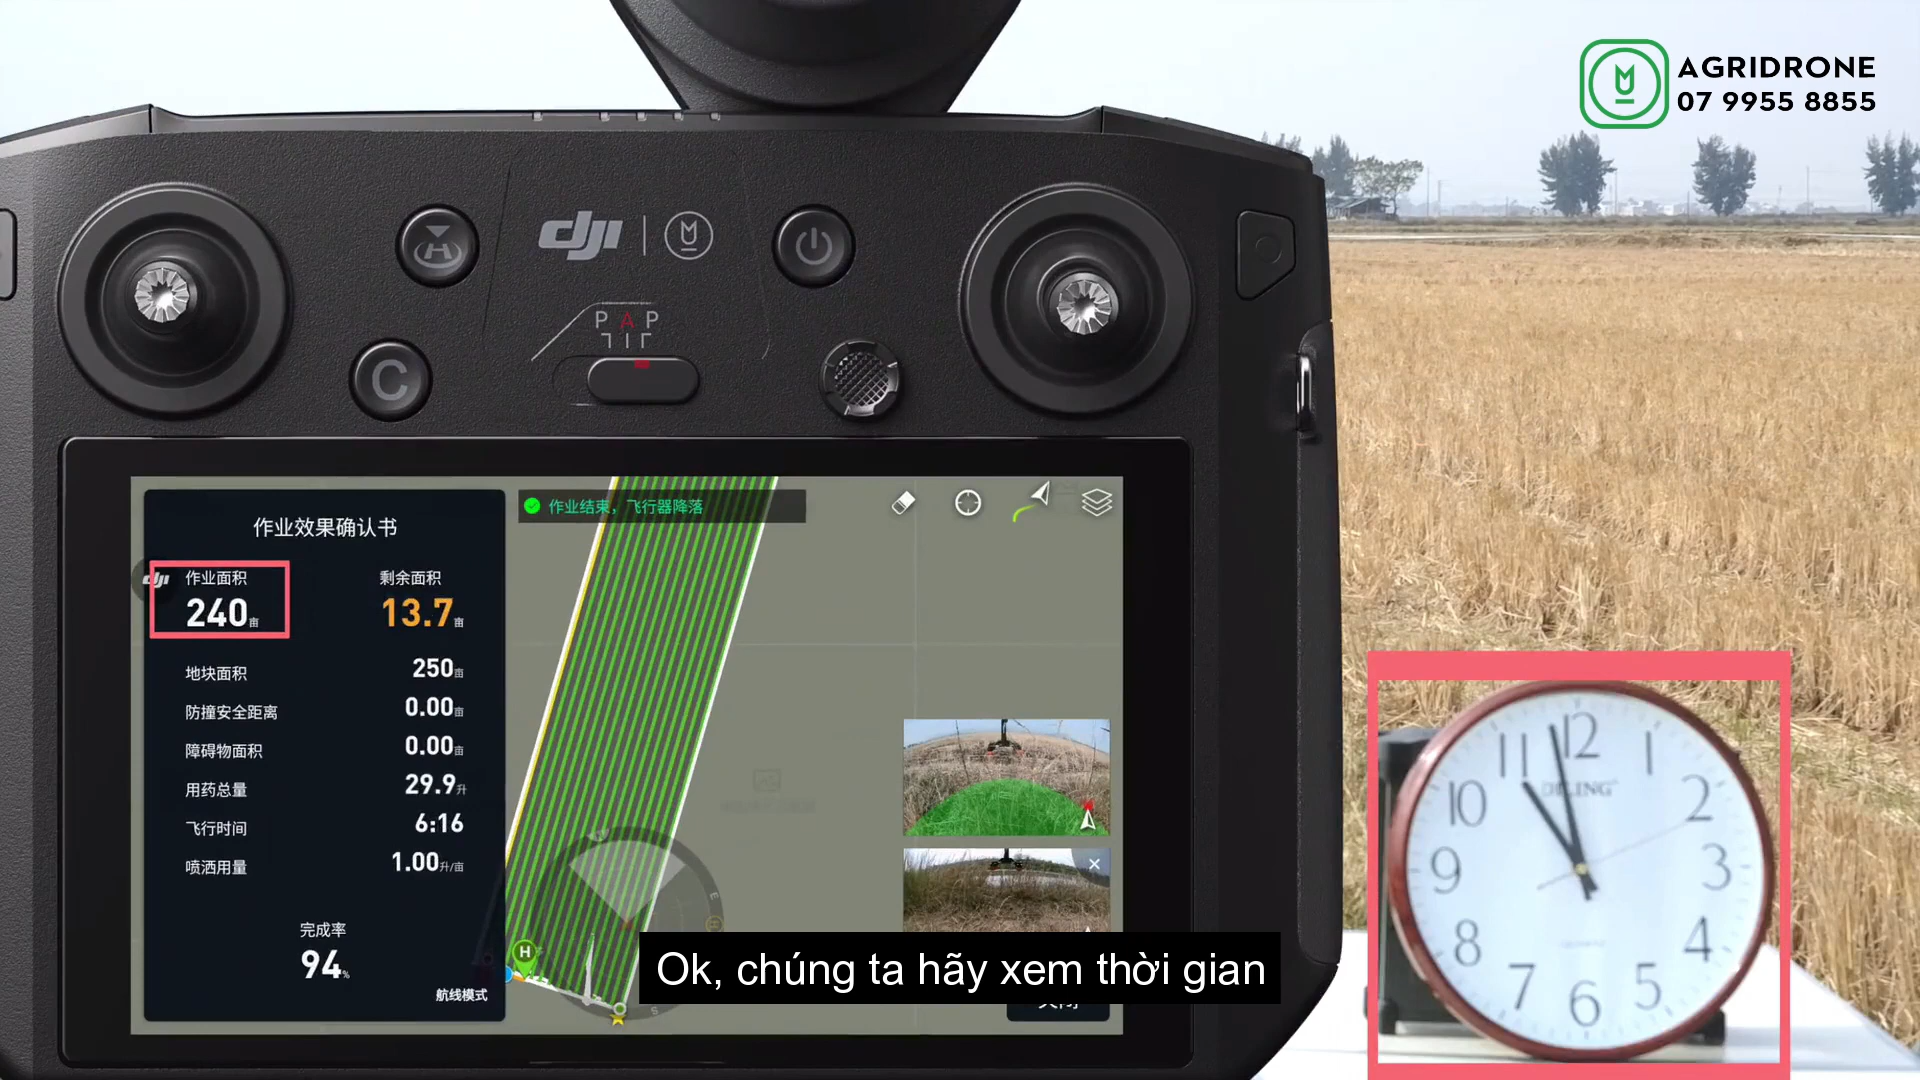 AGRIDRONE
07 9955 8855
dji
P A P
C
作业结束，飞行器降落
作业效果确认书
dji 作业面积
240亩
剩余面积
13.7亩
地块面积 250亩
防撞安全距离 0.00亩
障碍物面积 0.00亩
用药总量 29.9升
飞行时间 6:16
喷洒用量 1.00升/亩
完成率
94%
航线模式
H
E
S
Ok, chúng ta hãy xem thời gian
11 12 1
10 2
9 3
8 4
7 6 5